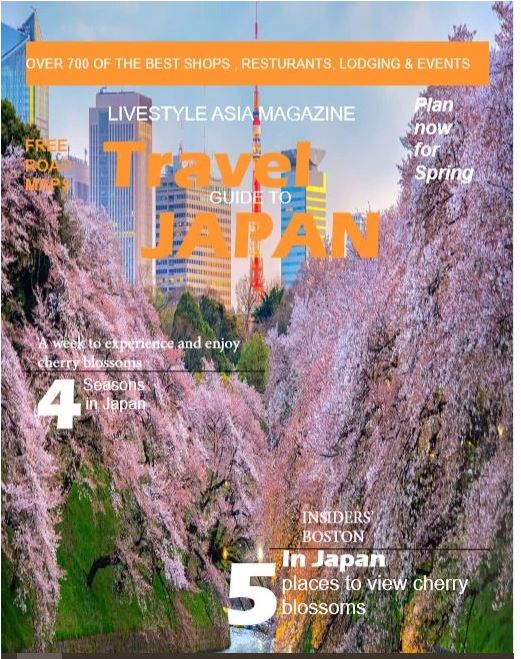 OVER 700 OF THE BEST SHOPS , RESTURANTS, LODGING & EVENTS
LIVESTYLE ASIA MAGAZINE
Plan
now
for
Spring
FREE
ROAD
MAPS
Travel
GUIDE TO
JAPAN
A week to experience and enjoy
cherry blossoms
4 Seasons
in Japan
INSIDERS'
BOSTON
In Japan
5 places to view cherry
blossoms